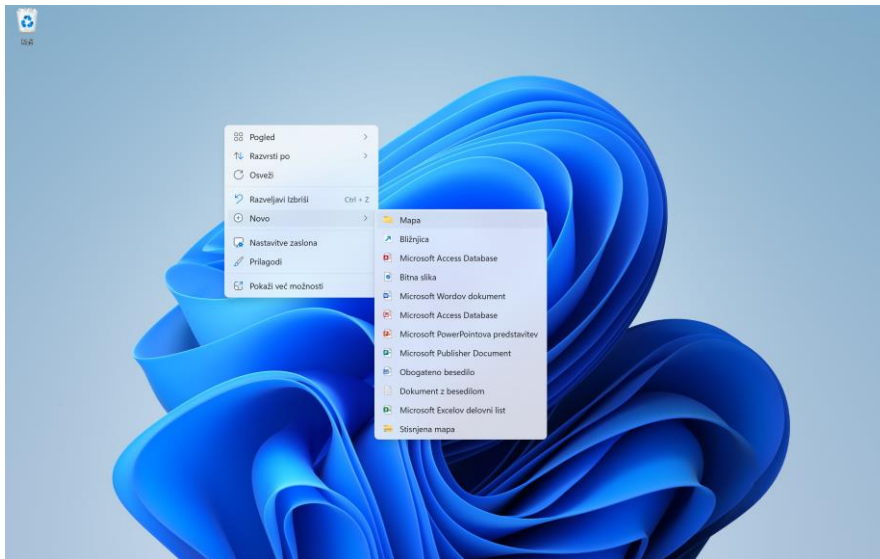 Koš
Pogled
Razvrsti po
Osveži
Razveljavi Izbriši Ctrl + Z
Novo
Nastavitve zaslona
Prilagodi
Pokaži več možnosti
Mapa
Bližnjica
Microsoft Access Database
Bitna slika
Microsoft Wordov dokument
Microsoft Access Database
Microsoft PowerPointova predstavitev
Microsoft Publisher Document
Obogateno besedilo
Dokument z besedilom
Microsoft Excelov delovni list
Stisnjena mapa